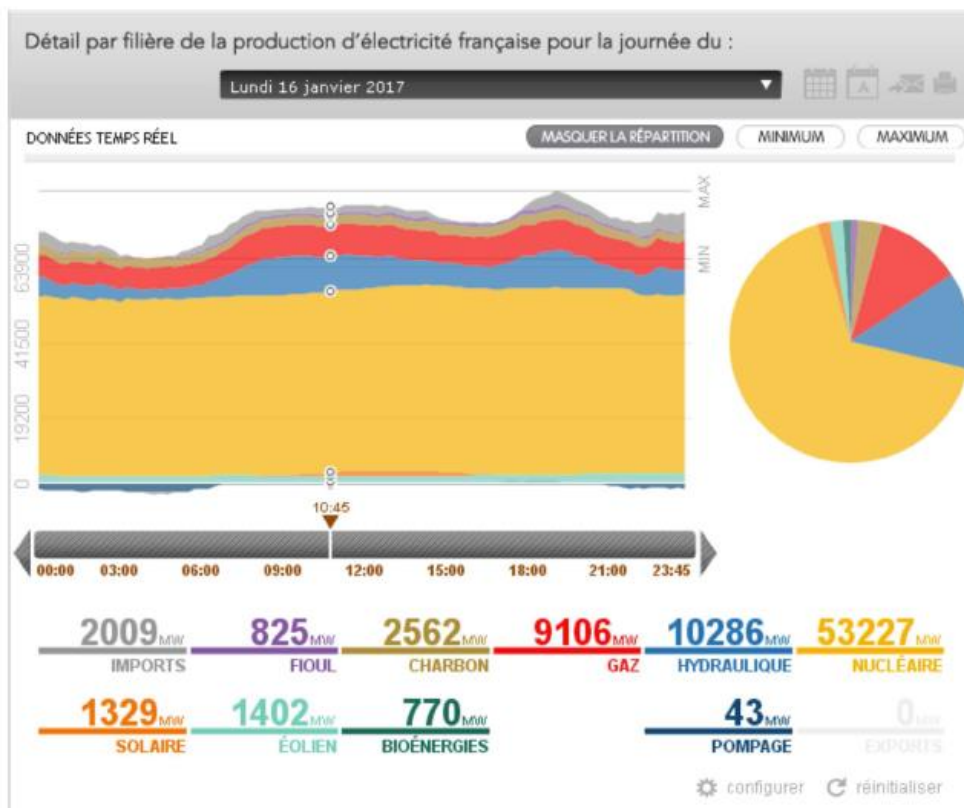 Détail par filière de la production d'électricité française pour la journée du :
Lundi 16 janvier 2017
DONNÉES TEMPS RÉEL
MASQUER LA RÉPARTITION
MINIMUM
MAXIMUM
MAX
MIN
63900
41500
19200
0
10:45
00:00 03:00 06:00 09:00 12:00 15:00 18:00 21:00 23:45
2009MW 825MW 2562MW 9106MW 10286MW 53227MW
IMPORTS FIOUL CHARBON GAZ HYDRAULIQUE NUCLÉAIRE
1329MW 1402MW 770MW 43MW 0MW
SOLAIRE ÉOLIEN BIOÉNERGIES POMPAGE EXPORTS
configurer réinitialiser